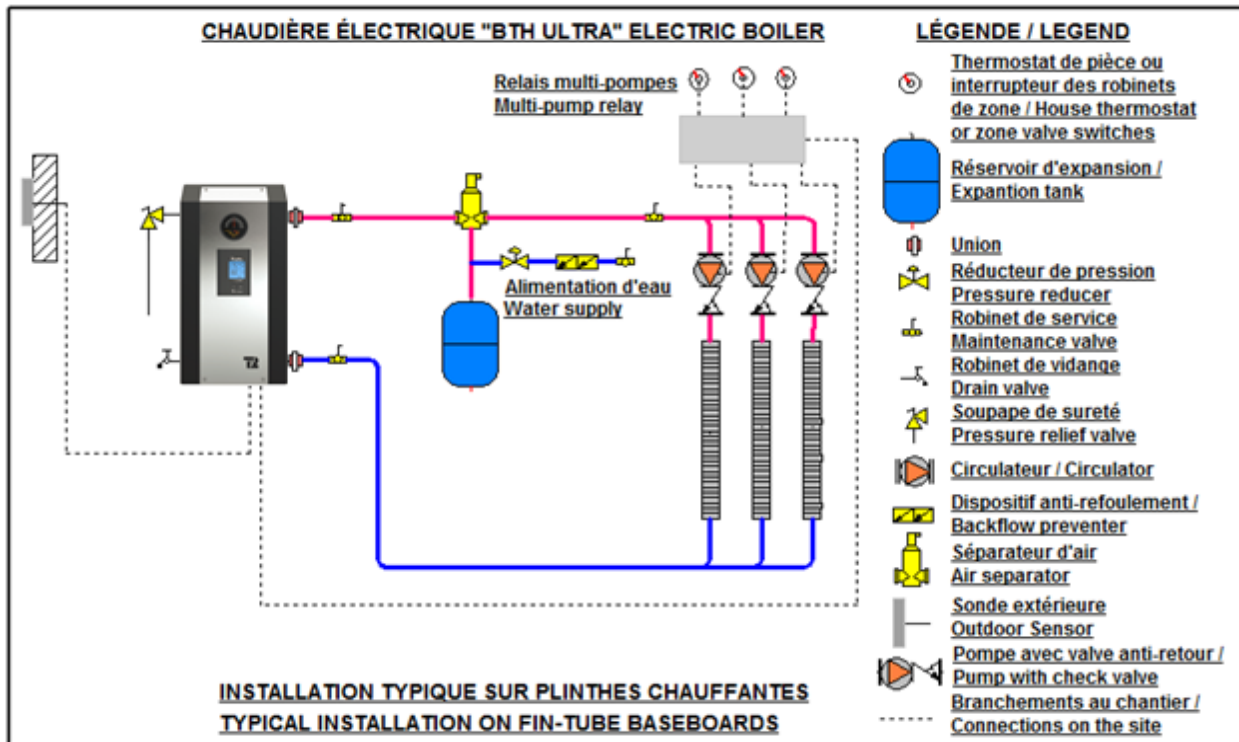 CHAUDIÈRE ÉLECTRIQUE "BTH ULTRA" ELECTRIC BOILER
Relais multi-pompes
Multi-pump relay
Alimentation d'eau
Water supply
T2
INSTALLATION TYPIQUE SUR PLINTHES CHAUFFANTES
TYPICAL INSTALLATION ON FIN-TUBE BASEBOARDS
LÉGENDE / LEGEND
Thermostat de pièce ou
interrupteur des robinets
de zone / House thermostat
or zone valve switches
Réservoir d'expansion /
Expantion tank
Union
Réducteur de pression
Pressure reducer
Robinet de service
Maintenance valve
Robinet de vidange
Drain valve
Soupape de sureté
Pressure relief valve
Circulateur / Circulator
Dispositif anti-refoulement /
Backflow preventer
Séparateur d'air
Air separator
Sonde extérieure
Outdoor Sensor
Pompe avec valve anti-retour /
Pump with check valve
Branchements au chantier /
Connections on the site